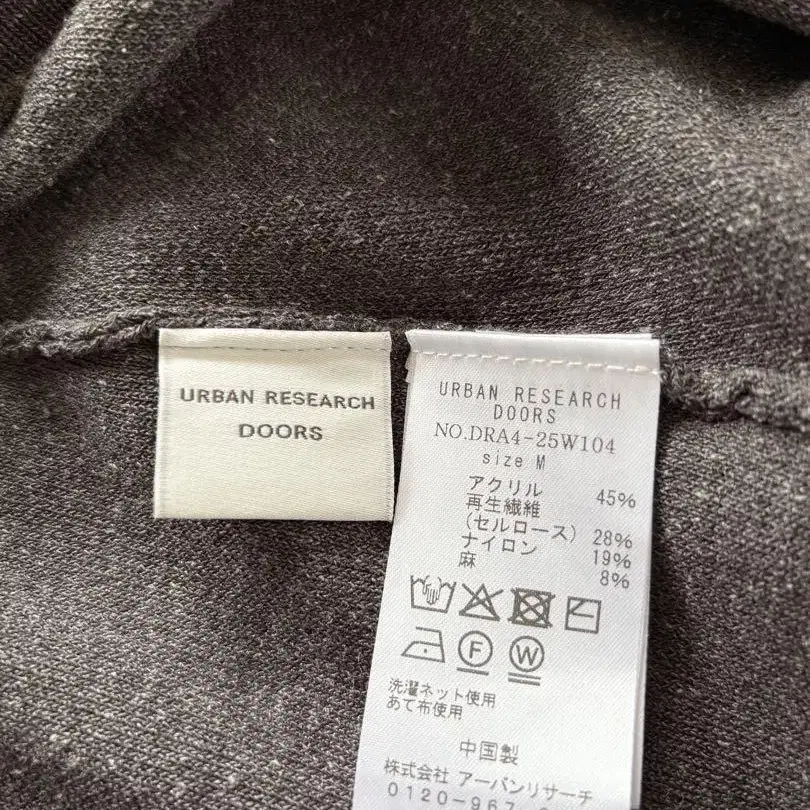 URBAN RESEARCH
DOORS
URBAN RESEARCH
DOORS
NO.DRA4-25W104
size M
アクリル 45%
再生繊維
(セルロース) 28%
ナイロン 19%
麻 8%
F W
洗濯ネット使用
あて布使用
中国製
株式会社 アーバンリサーチ
0120-967